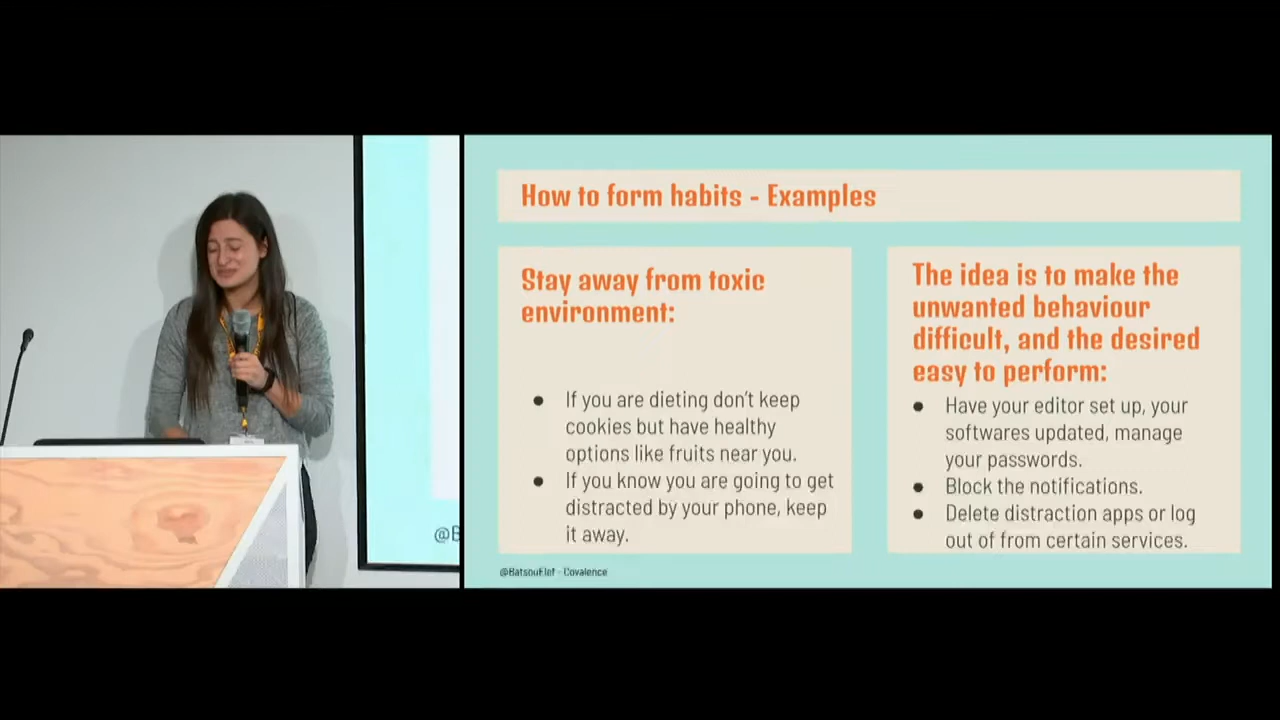 How to form habits - Examples
Stay away from toxic
environment:
● If you are dieting don't keep
cookies but have healthy
options like fruits near you.
● If you know you are going to get
distracted by your phone, keep
it away.
The idea is to make the
unwanted behaviour
difficult, and the desired
easy to perform:
● Have your editor set up, your
softwares updated, manage
your passwords.
● Block the notifications.
● Delete distraction apps or log
out of from certain services.
@BatsouElef - Covalence
@B